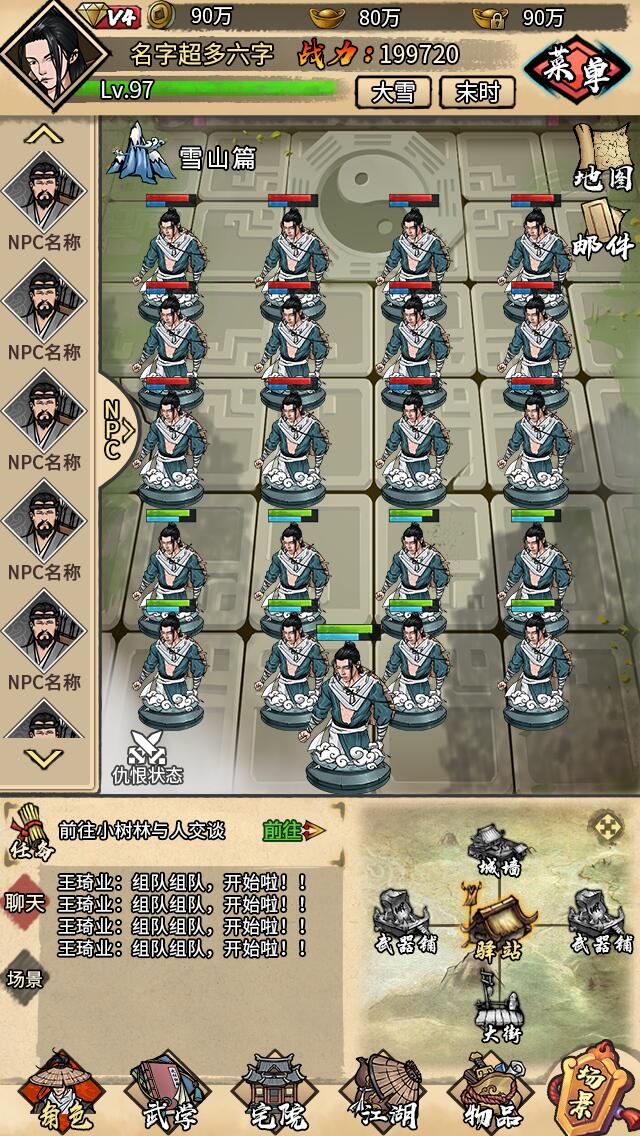 V4 90万 80万 90万
名字超多六字 战力：199720
菜单
Lv.97 大雪 末时
雪山篇
地图
邮件
NPC名称
NPC名称
NPC名称
NPC名称
NPC名称
NPC
仇恨状态
任务 前往小树林与人交谈 前往
聊天
王琦业：组队组队，开始啦！！
王琦业：组队组队，开始啦！！
王琦业：组队组队，开始啦！！
王琦业：组队组队，开始啦！！
场景
城墙
武器铺 驿站 武器铺
大街
角色 武学 宅院 江湖 物品 场景